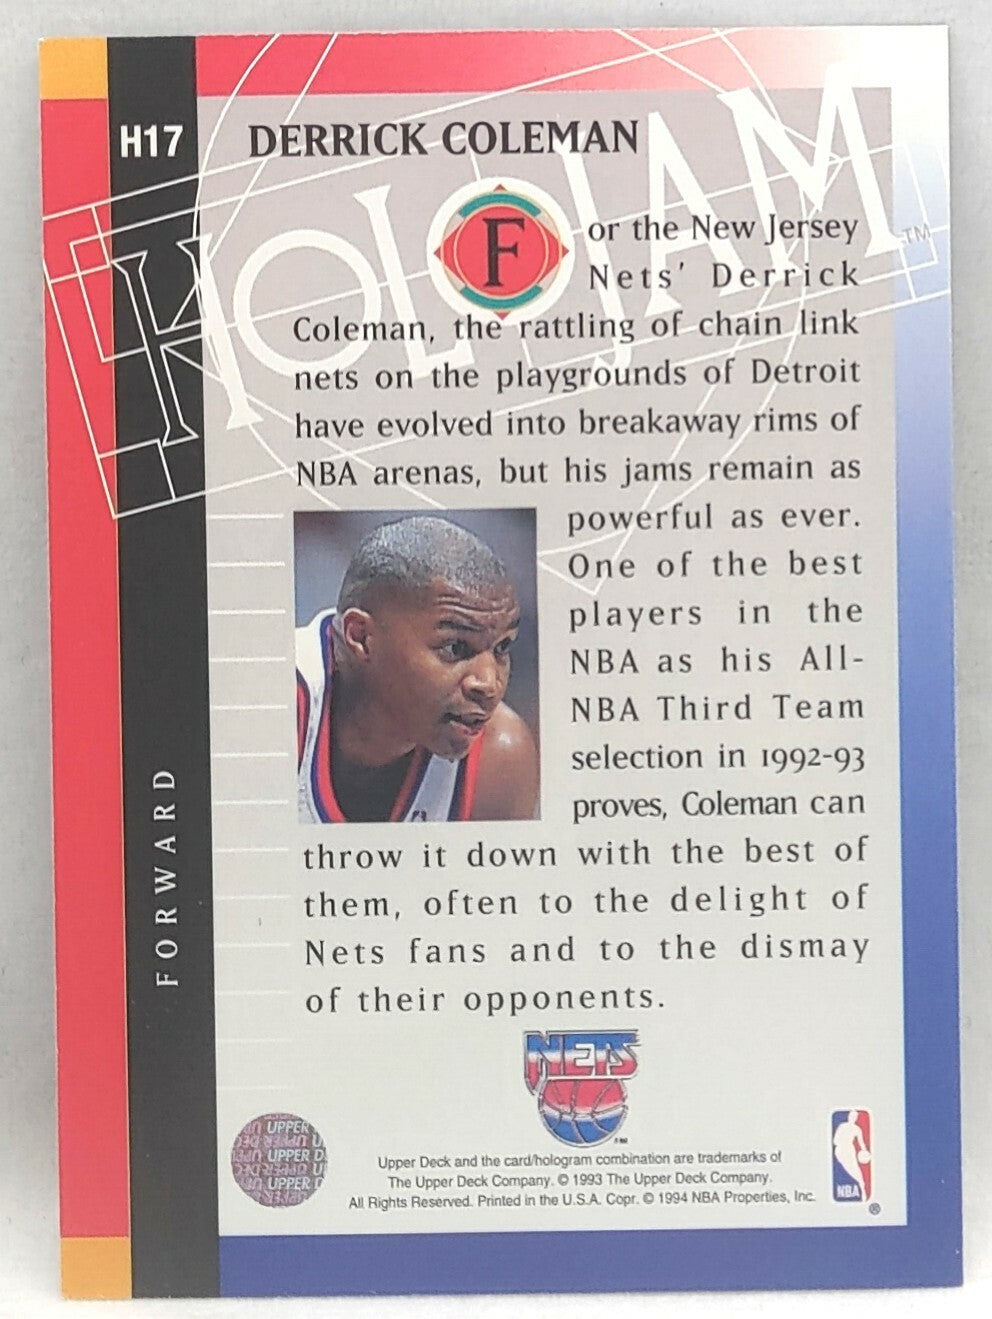 H17
DERRICK COLEMAN
HOLOJAM™
For the New Jersey
Nets' Derrick
Coleman, the rattling of chain link
nets on the playgrounds of Detroit
have evolved into breakaway rims of
NBA arenas, but his jams remain as
powerful as ever.
One of the best
players in the
NBA as his All-
NBA Third Team
selection in 1992-93
proves, Coleman can
throw it down with the best of
them, often to the delight of
Nets fans and to the dismay
of their opponents.
FORWARD
NETS
™
UPPER
UPPER D
UPPER D
Upper Deck and the card/hologram combination are trademarks of
The Upper Deck Company. © 1993 The Upper Deck Company.
All Rights Reserved. Printed in the U.S.A. Copr. © 1994 NBA Properties, Inc.
NBA
®